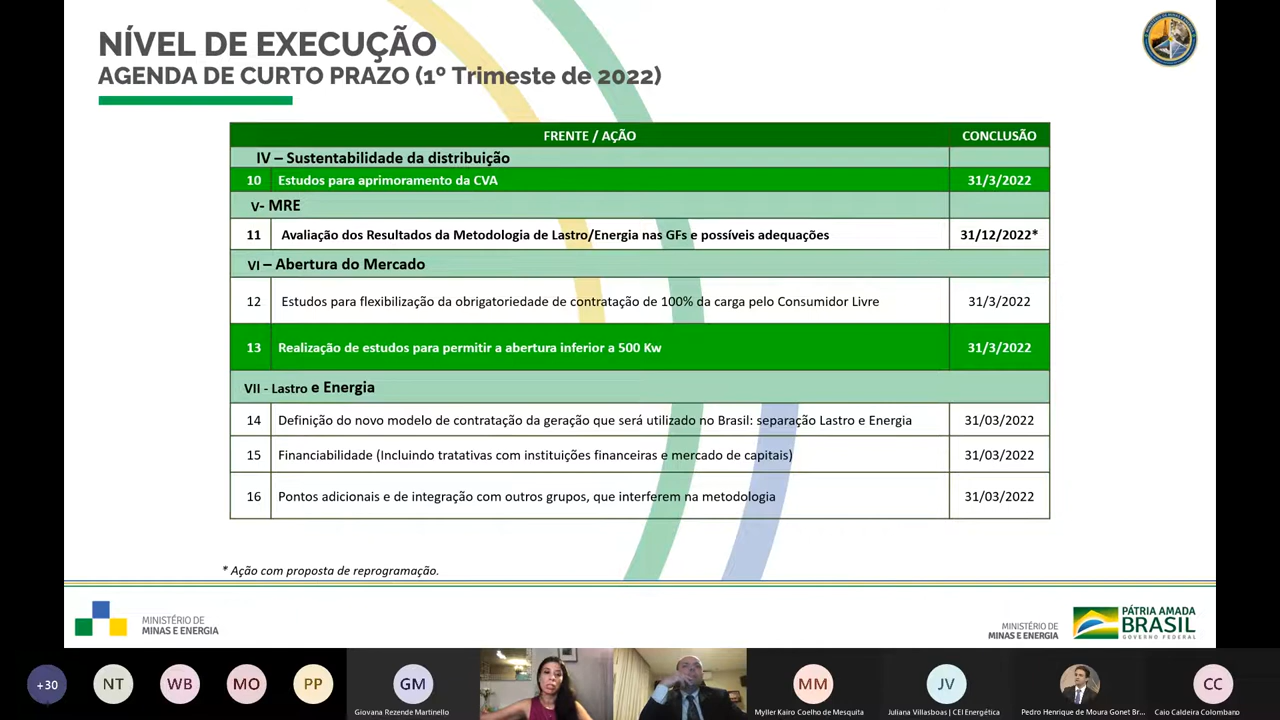 NÍVEL DE EXECUÇÃO
AGENDA DE CURTO PRAZO (1º Trimeste de 2022)
FRENTE / AÇÃO CONCLUSÃO
IV – Sustentabilidade da distribuição
10 Estudos para aprimoramento da CVA 31/3/2022
V- MRE
11 Avaliação dos Resultados da Metodologia de Lastro/Energia nas GFs e possíveis adequações 31/12/2022*
VI – Abertura do Mercado
12 Estudos para flexibilização da obrigatoriedade de contratação de 100% da carga pelo Consumidor Livre 31/3/2022
13 Realização de estudos para permitir a abertura inferior a 500 Kw 31/3/2022
VII - Lastro e Energia
14 Definição do novo modelo de contratação da geração que será utilizado no Brasil: separação Lastro e Energia 31/03/2022
15 Financiabilidade (Incluindo tratativas com instituições financeiras e mercado de capitais) 31/03/2022
16 Pontos adicionais e de integração com outros grupos, que interferem na metodologia 31/03/2022
* Ação com proposta de reprogramação.
MINISTÉRIO DE
MINAS E ENERGIA
MINISTÉRIO DE
MINAS E ENERGIA
PÁTRIA AMADA
BRASIL
GOVERNO FEDERAL
+30 NT WB MO PP GM MM JV CC
Giovana Rezende Martinello
Myller Kairo Coelho de Mesquita
Juliana Villasboas | CEI Energética
Pedro Henrique de Moura Gonet Br...
Caio Caldeira Colombano